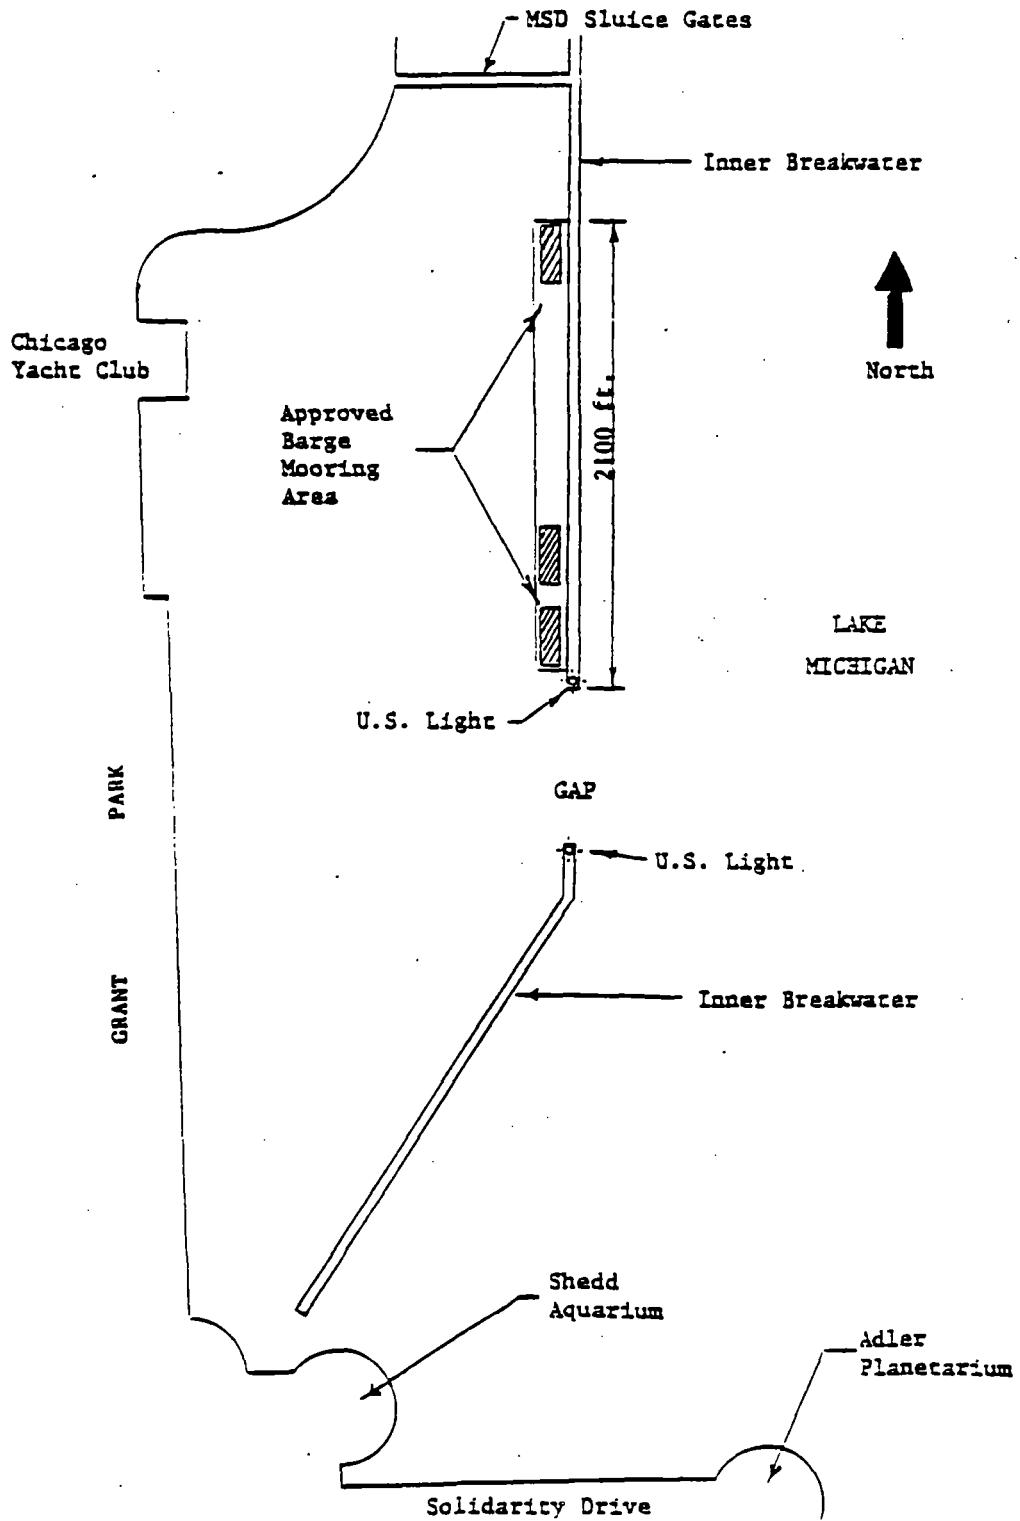 MSD Sluice Gates
Inner Breakwater
Chicago
Yacht Club
North
Approved
Barge
Mooring
Area
2100 ft.
LAKE
MICHIGAN
U.S. Light
PARK
GAP
U.S. Light
GRANT
Inner Breakwater
Shedd
Aquarium
Adler
Planetarium
Solidarity Drive